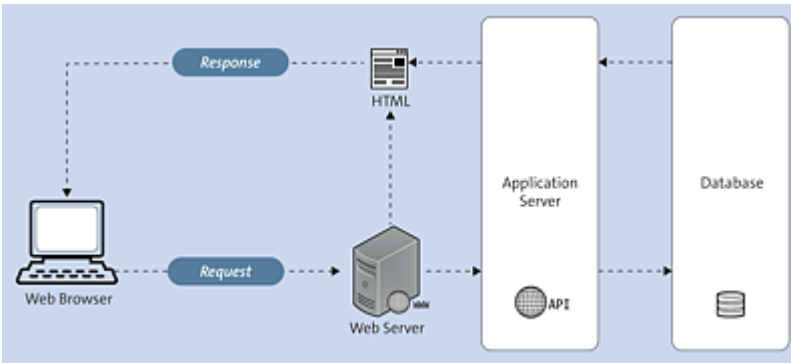 Response
HTML
Application
Server
Database
Request
API
Web Browser
Web Server